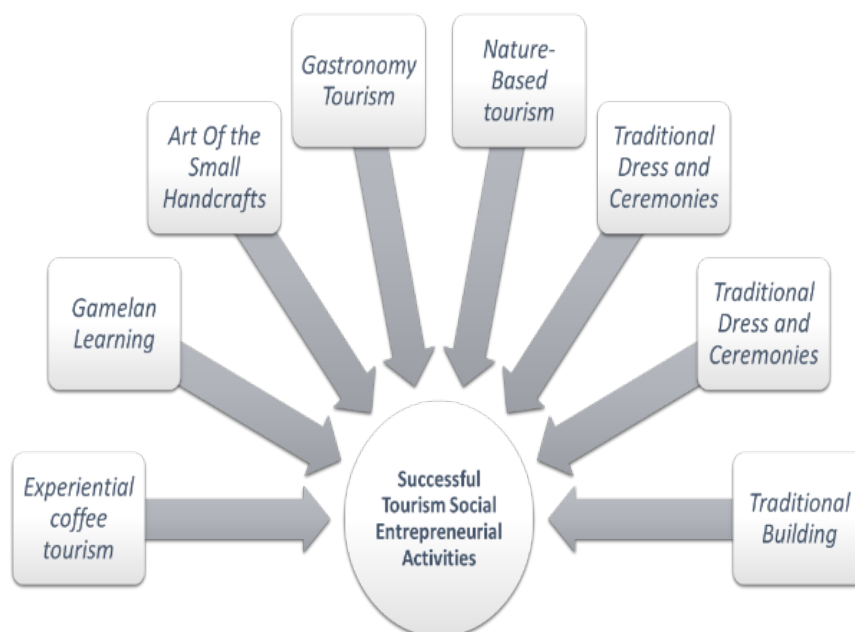 Gastronomy
Tourism
Nature-
Based
tourism
Art Of the
Small
Handcrafts
Traditional
Dress and
Ceremonies
Gamelan
Learning
Traditional
Dress and
Ceremonies
Experiential
coffee
tourism
Successful
Tourism Social
Entrepreneurial
Activities
Traditional
Building